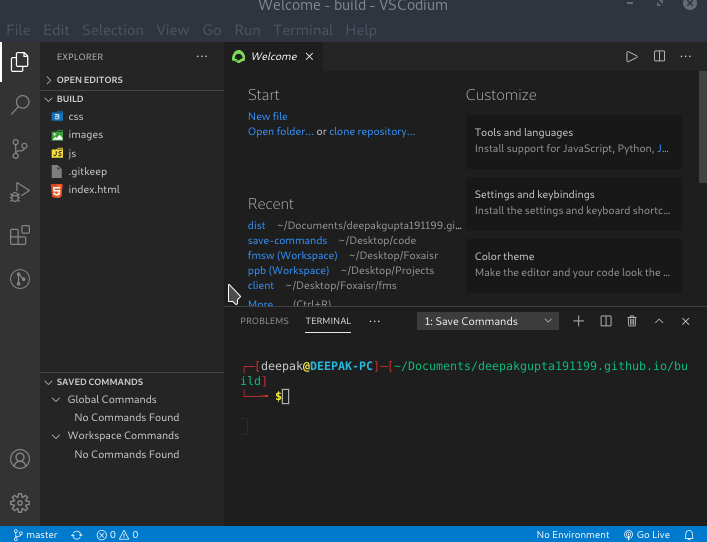 Welcome - build - VSCodium
File Edit Selection View Go Run Terminal Help
EXPLORER
OPEN EDITORS
BUILD
css
images
JS js
.gitkeep
index.html
SAVED COMMANDS
Global Commands
No Commands Found
Workspace Commands
No Commands Found
Welcome
Start
New file
Open folder... or clone repository...
Recent
dist ~/Documents/deepakgupta191199.gi...
save-commands ~/Desktop/code
fmsw (Workspace) ~/Desktop/Foxaisr
ppb (Workspace) ~/Desktop/Projects
client ~/Desktop/Foxaisr/fms
More... (Ctrl+R)
Customize
Tools and languages
Install support for JavaScript, Python, J...
Settings and keybindings
Install the settings and keyboard shortc...
Color theme
Make the editor and your code look the ...
PROBLEMS TERMINAL ... 1: Save Commands
┌─[deepak@DEEPAK-PC]─[~/Documents/deepakgupta191199.github.io/bu
ild]
└──╼ $
master 0 0 No Environment Go Live